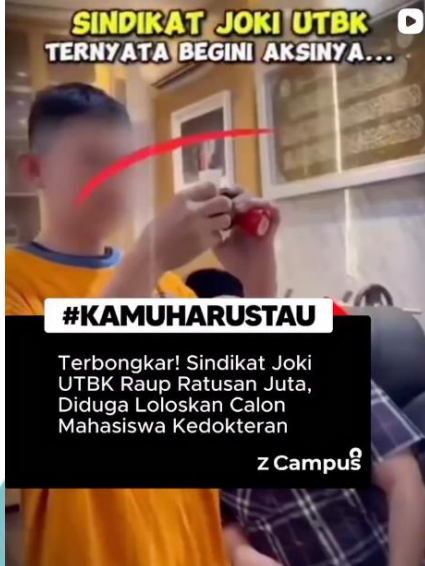 SINDIKAT JOKI UTBK
TERNYATA BEGINI AKSINYA...
#KAMUHARUSTAU
Terbongkar! Sindikat Joki
UTBK Raup Ratusan Juta,
Diduga Loloskan Calon
Mahasiswa Kedokteran
Z Campus